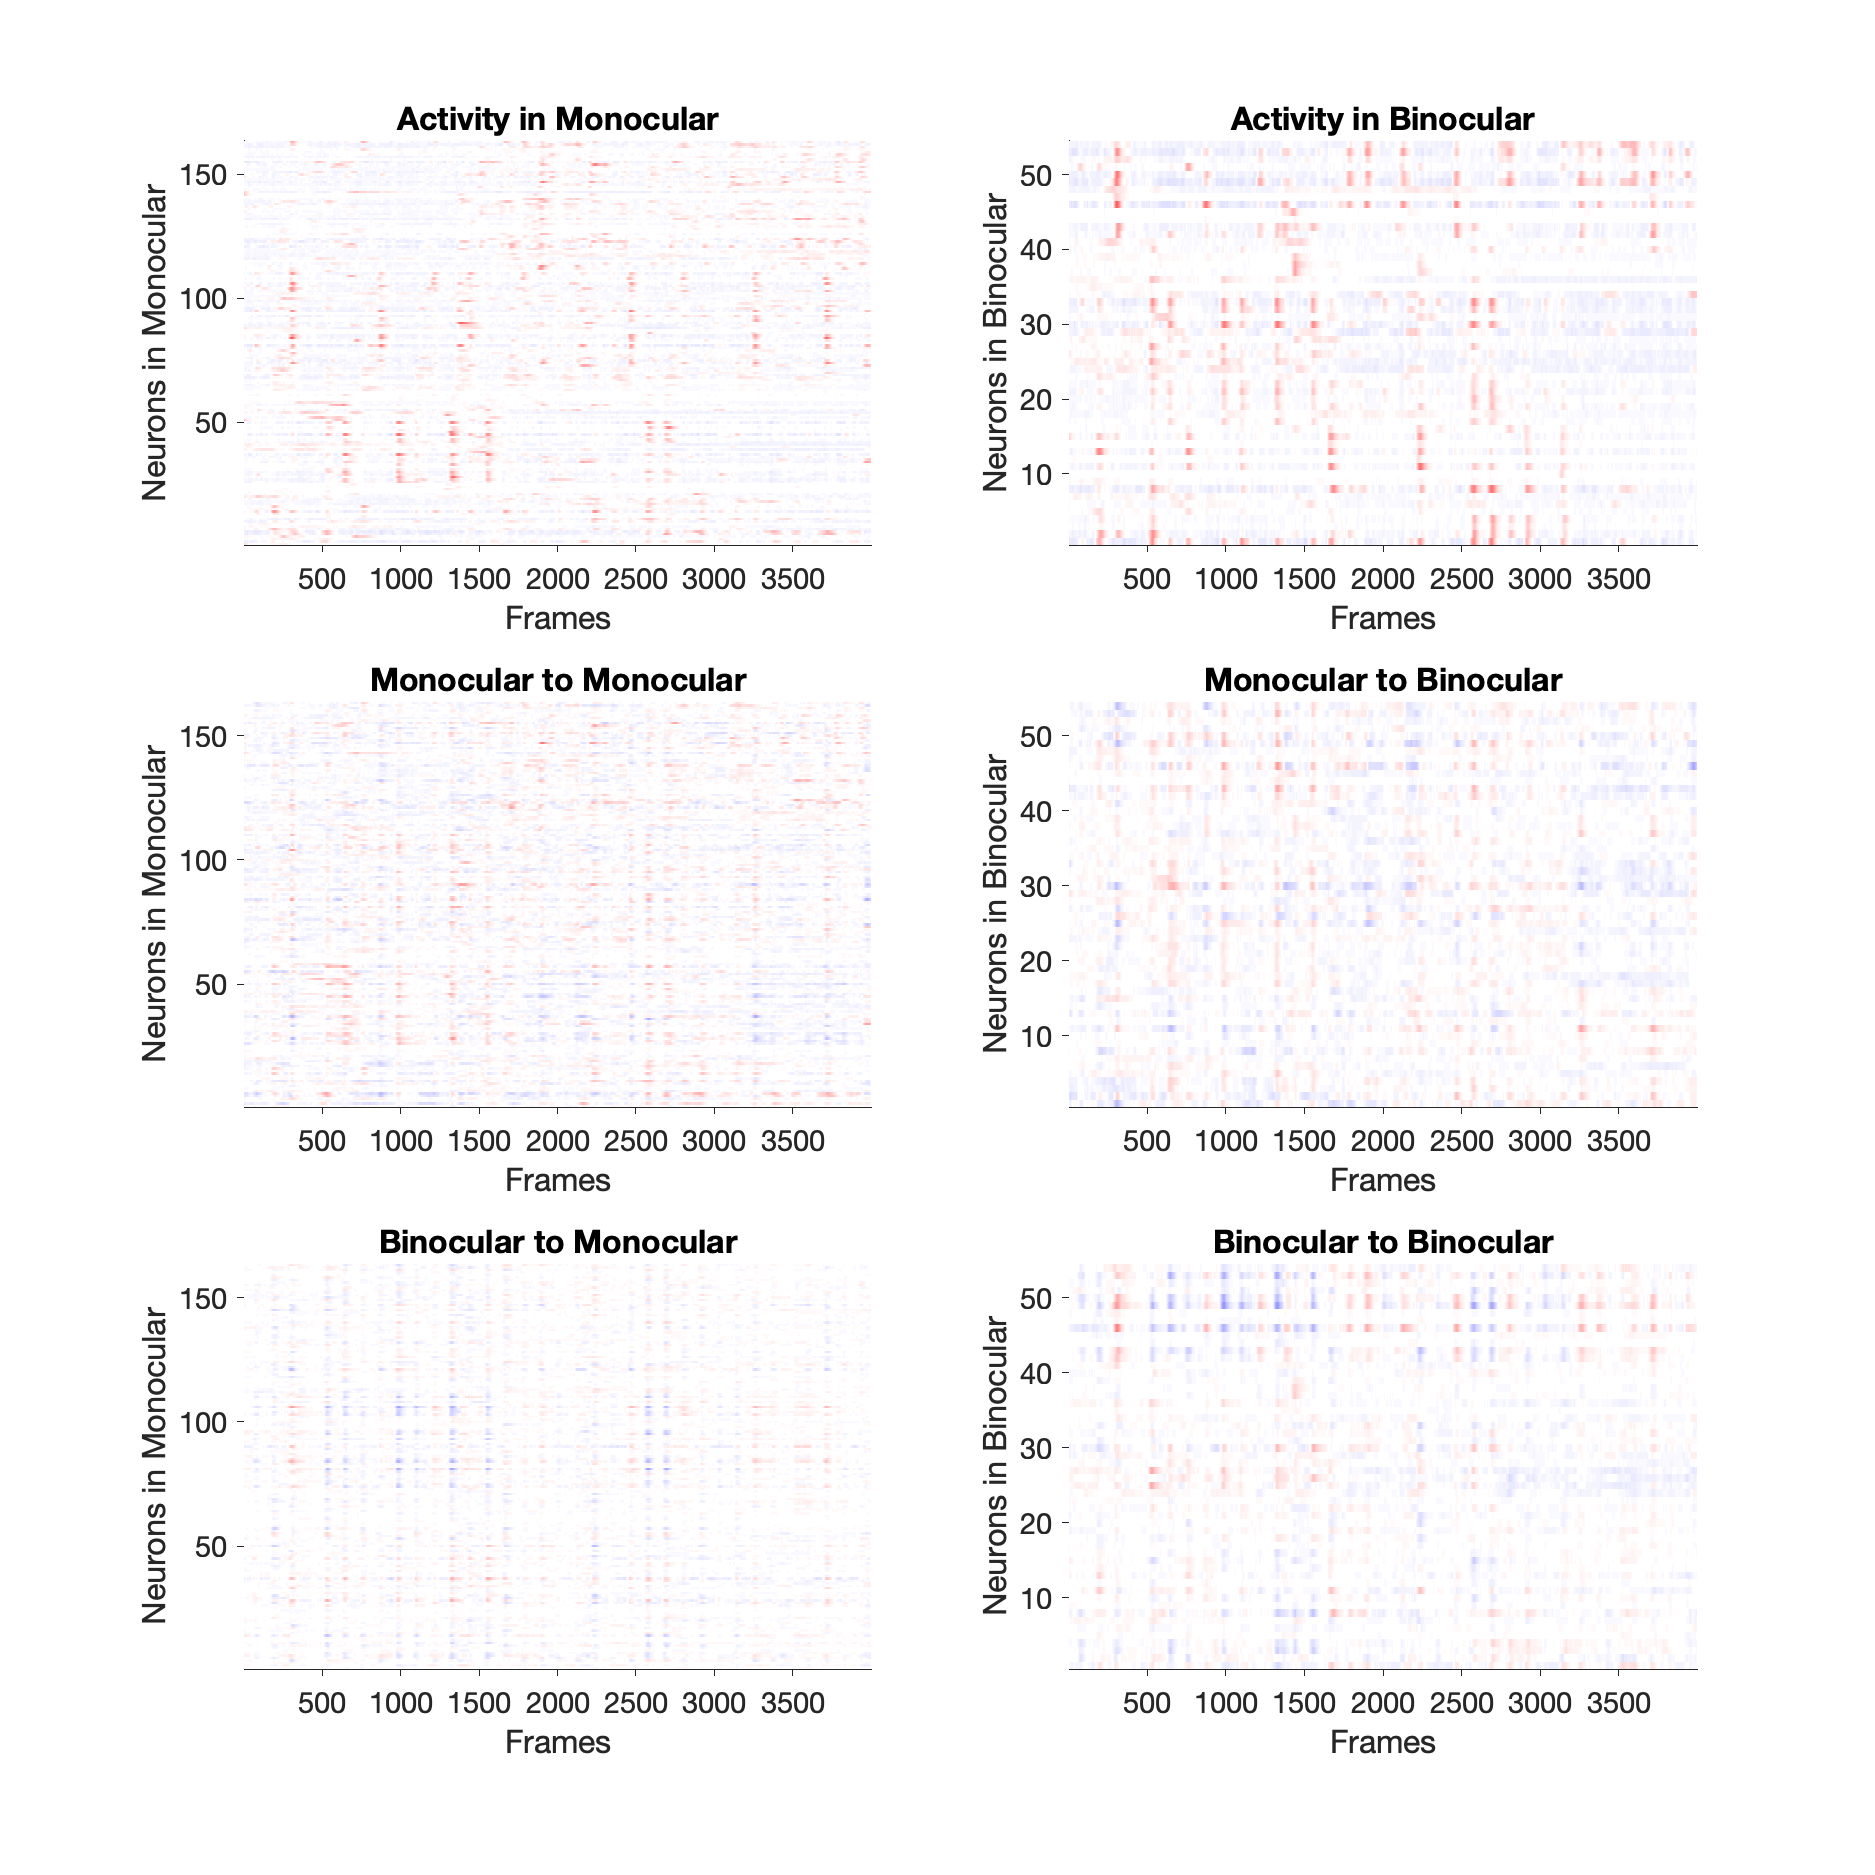 Activity in Monocular
Neurons in Monocular
150
100
50
500 1000 1500 2000 2500 3000 3500
Frames
Activity in Binocular
Neurons in Binocular
50
40
30
20
10
500 1000 1500 2000 2500 3000 3500
Frames
Monocular to Monocular
Neurons in Monocular
150
100
50
500 1000 1500 2000 2500 3000 3500
Frames
Monocular to Binocular
Neurons in Binocular
50
40
30
20
10
500 1000 1500 2000 2500 3000 3500
Frames
Binocular to Monocular
Neurons in Monocular
150
100
50
500 1000 1500 2000 2500 3000 3500
Frames
Binocular to Binocular
Neurons in Binocular
50
40
30
20
10
500 1000 1500 2000 2500 3000 3500
Frames